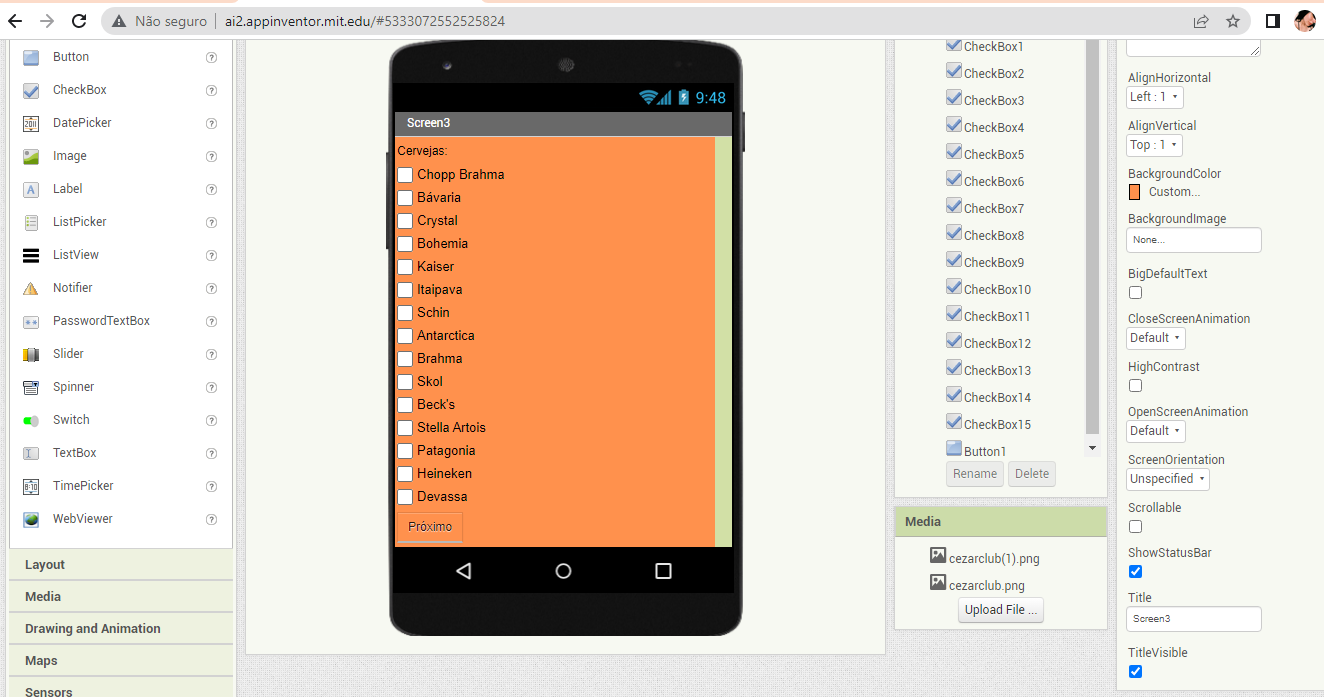 Não seguro
ai2.appinventor.mit.edu/#5333072552525824
Button
?
CheckBox
?
DatePicker
?
Image
?
Label
?
ListPicker
?
ListView
?
Notifier
?
PasswordTextBox
?
Slider
?
Spinner
?
Switch
?
TextBox
?
TimePicker
?
WebViewer
?
Layout
Media
Drawing and Animation
Maps
Sensors
9:48
Screen3
Cervejas:
Chopp Brahma
Bávaria
Crystal
Bohemia
Kaiser
Itaipava
Schin
Antarctica
Brahma
Skol
Beck's
Stella Artois
Patagonia
Heineken
Devassa
Próximo
CheckBox1
CheckBox2
CheckBox3
CheckBox4
CheckBox5
CheckBox6
CheckBox7
CheckBox8
CheckBox9
CheckBox10
CheckBox11
CheckBox12
CheckBox13
CheckBox14
CheckBox15
Button1
Rename Delete
Media
cezarclub(1).png
cezarclub.png
Upload File ...
AlignHorizontal
Left : 1
AlignVertical
Top : 1
BackgroundColor
Custom...
BackgroundImage
None...
BigDefaultText
CloseScreenAnimation
Default
HighContrast
OpenScreenAnimation
Default
ScreenOrientation
Unspecified
Scrollable
ShowStatusBar
Title
Screen3
TitleVisible